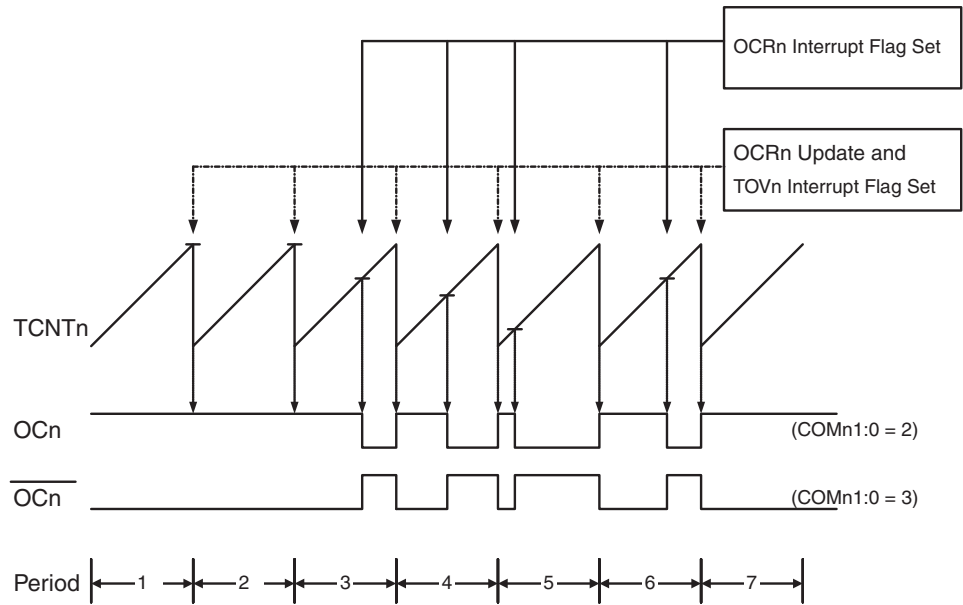 OCRn Interrupt Flag Set
OCRn Update and
TOVn Interrupt Flag Set
TCNTn
OCn
(COMn1:0 = 2)
OCn
(COMn1:0 = 3)
Period 1 2 3 4 5 6 7